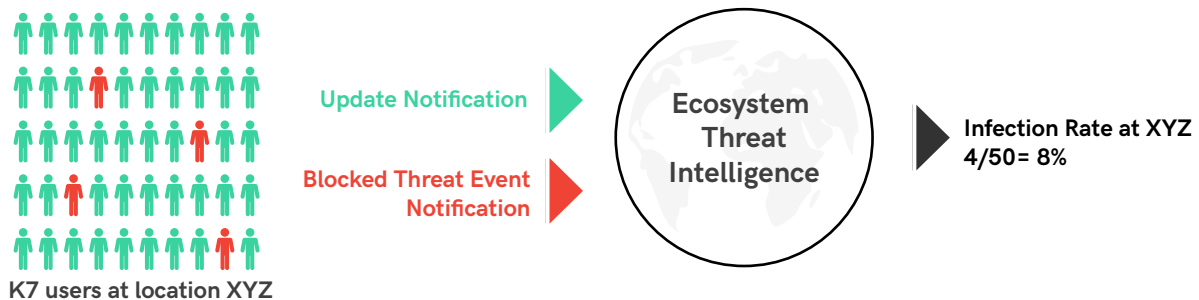 Update Notification
Blocked Threat Event
Notification
Ecosystem
Threat
Intelligence
Infection Rate at XYZ
4/50= 8%
K7 users at location XYZ